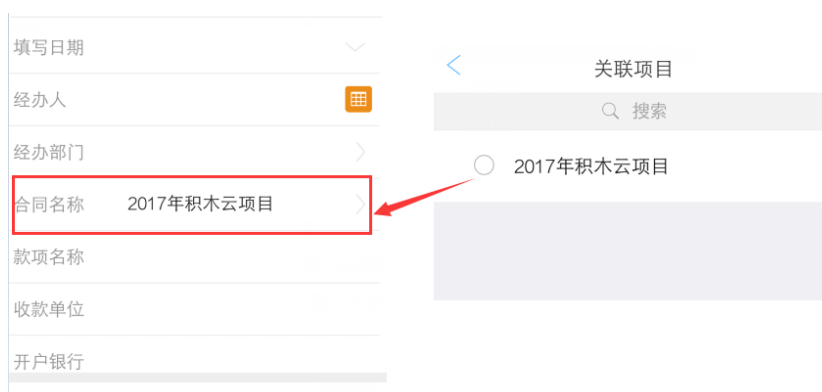 填写日期
经办人
经办部门
合同名称 2017年积木云项目
款项名称
收款单位
开户银行
关联项目
搜索
2017年积木云项目